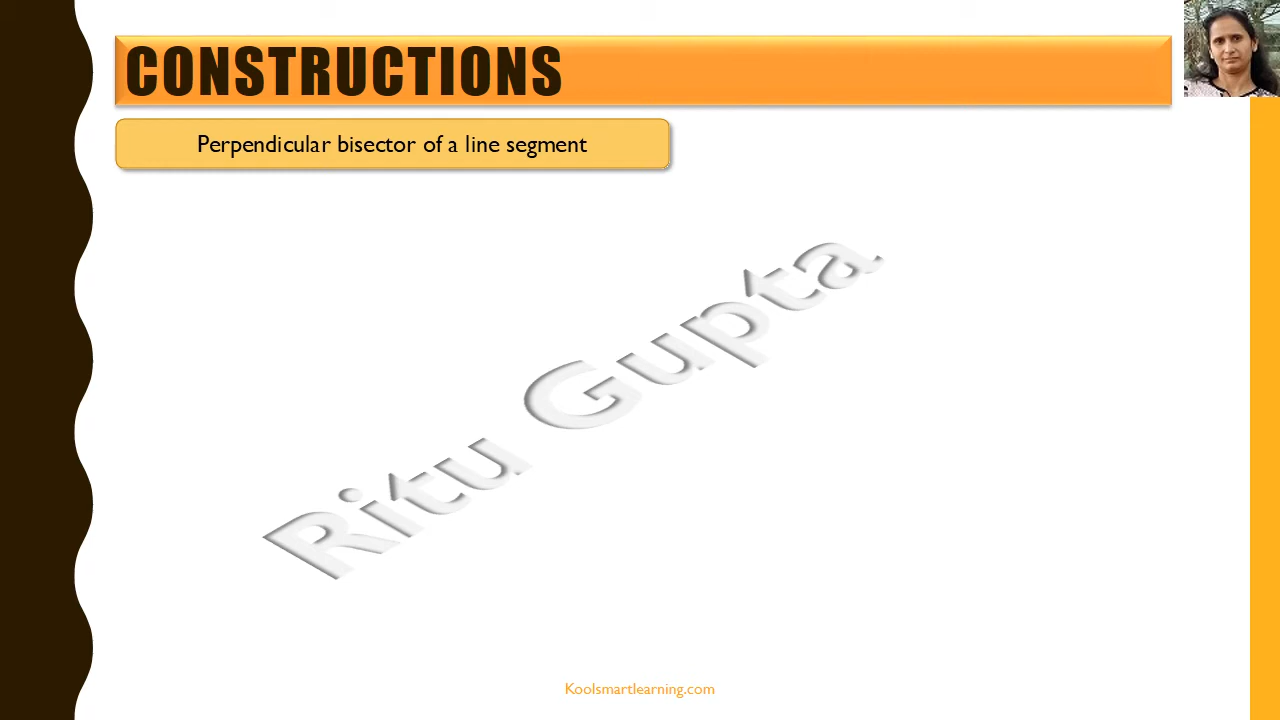 CONSTRUCTIONS
Perpendicular bisector of a line segment
Ritu Gupta
Koolsmartlearning.com